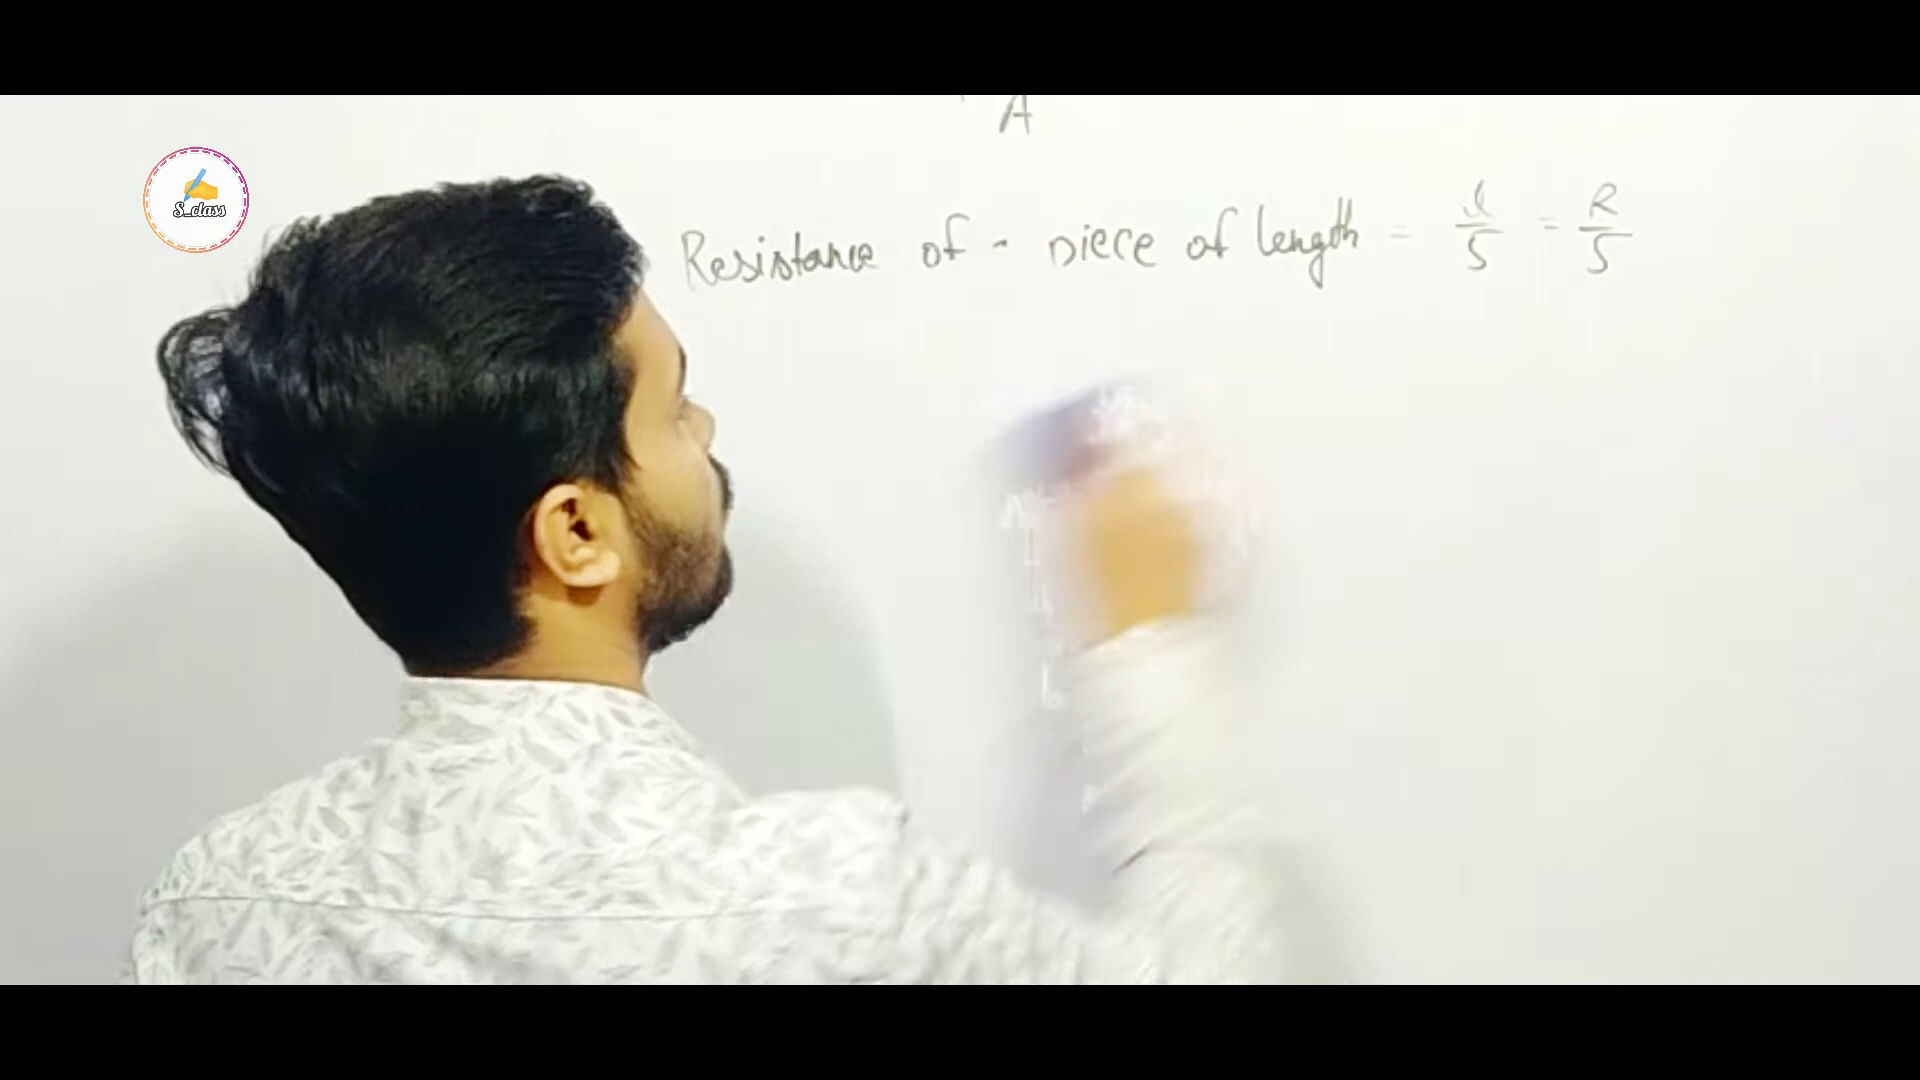 A
S_class
Resistance of a piece of length = l/5 = R/5